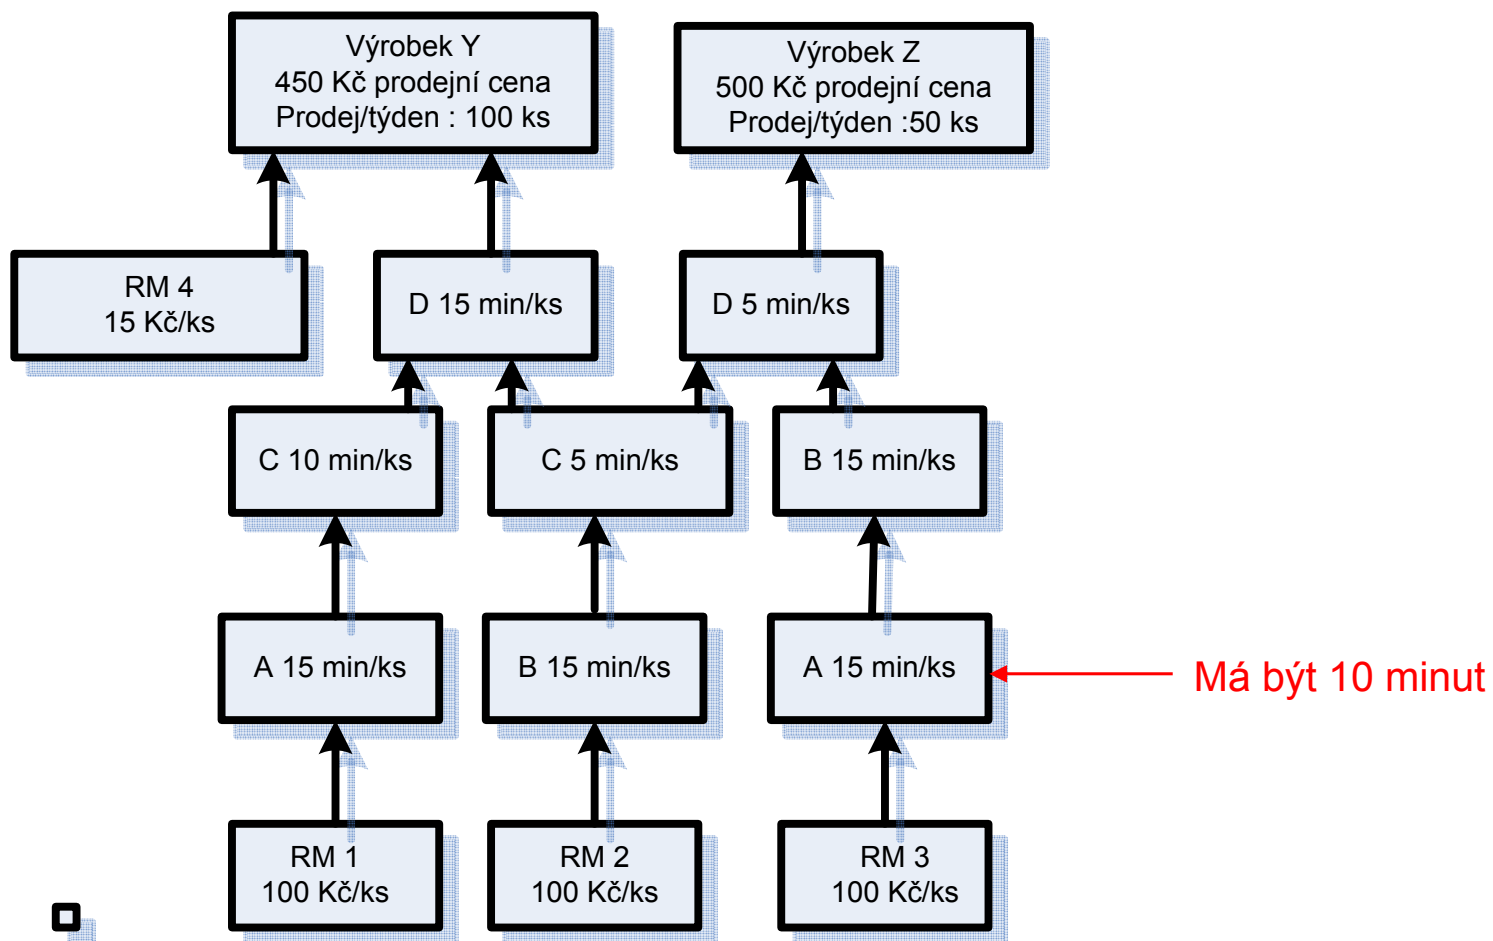 Výrobek Y
450 Kč prodejní cena
Prodej/týden : 100 ks
Výrobek Z
500 Kč prodejní cena
Prodej/týden :50 ks
RM 4
15 Kč/ks
D 15 min/ks
D 5 min/ks
C 10 min/ks
C 5 min/ks
B 15 min/ks
A 15 min/ks
B 15 min/ks
A 15 min/ks
Má být 10 minut
RM 1
100 Kč/ks
RM 2
100 Kč/ks
RM 3
100 Kč/ks